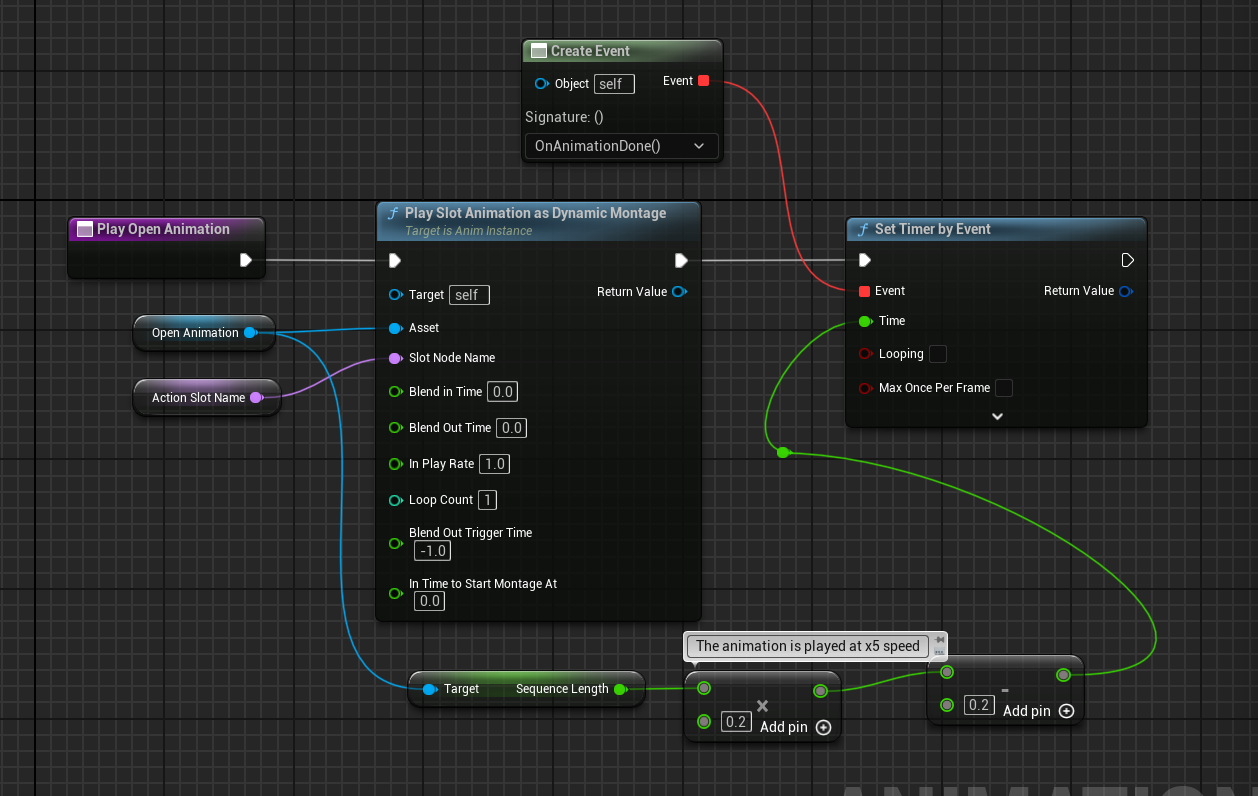 Create Event
Object self Event
Signature: ()
OnAnimationDone()
Play Open Animation
Play Slot Animation as Dynamic Montage
Target is Anim Instance
Target self Return Value
Asset
Slot Node Name
Blend in Time 0.0
Blend Out Time 0.0
In Play Rate 1.0
Loop Count 1
Blend Out Trigger Time
-1.0
In Time to Start Montage At
0.0
Set Timer by Event
Event Return Value
Time
Looping
Max Once Per Frame
Open Animation
Action Slot Name
The animation is played at x5 speed
Target Sequence Length
0.2 Add pin
0.2 Add pin